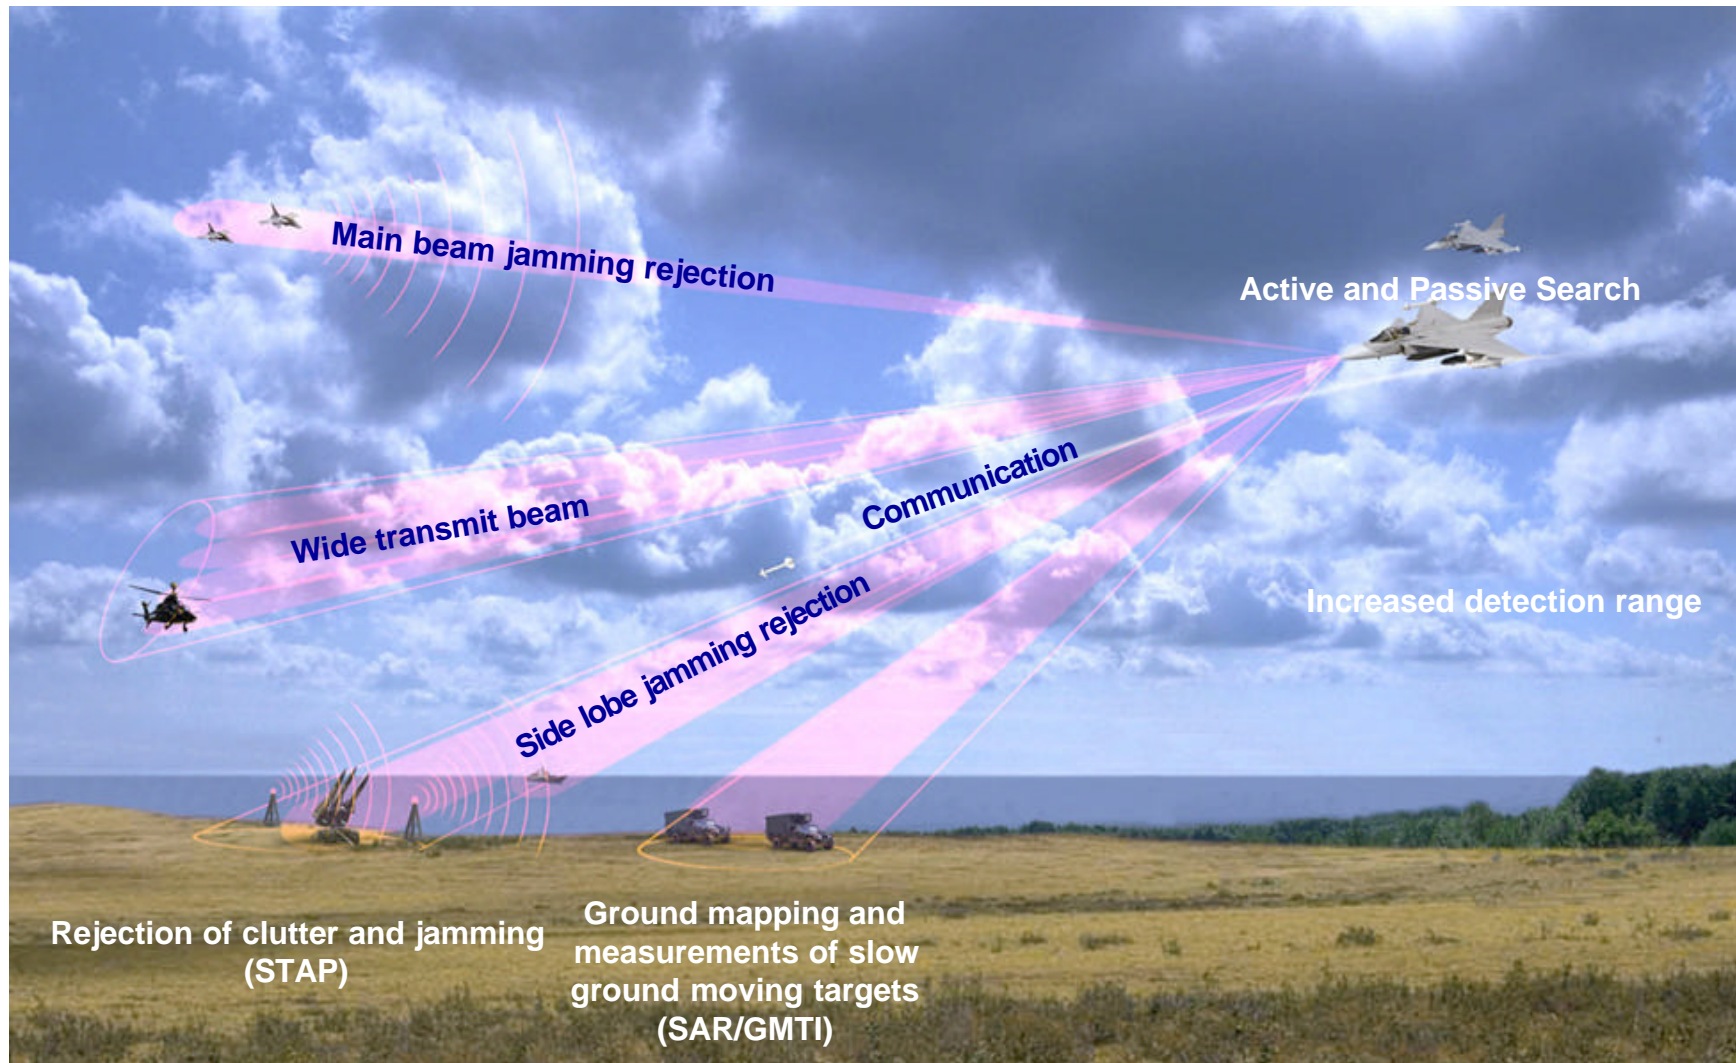 Main beam jamming rejection
Active and Passive Search
Wide transmit beam
Communication
Side lobe jamming rejection
Increased detection range
Rejection of clutter and jamming
(STAP)
Ground mapping and
measurements of slow
ground moving targets
(SAR/GMTI)